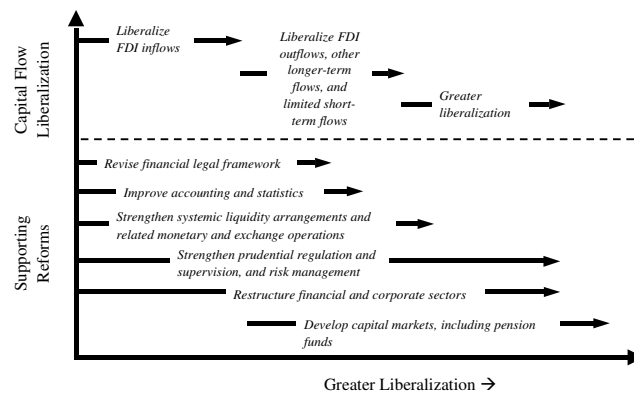 Capital Flow
Liberalization
Liberalize
FDI inflows
Liberalize FDI
outflows, other
longer-term
flows, and
limited short-
term flows
Greater
liberalization
Supporting
Reforms
Revise financial legal framework
Improve accounting and statistics
Strengthen systemic liquidity arrangements and
related monetary and exchange operations
Strengthen prudential regulation and
supervision, and risk management
Restructure financial and corporate sectors
Develop capital markets, including pension
funds
Greater Liberalization →